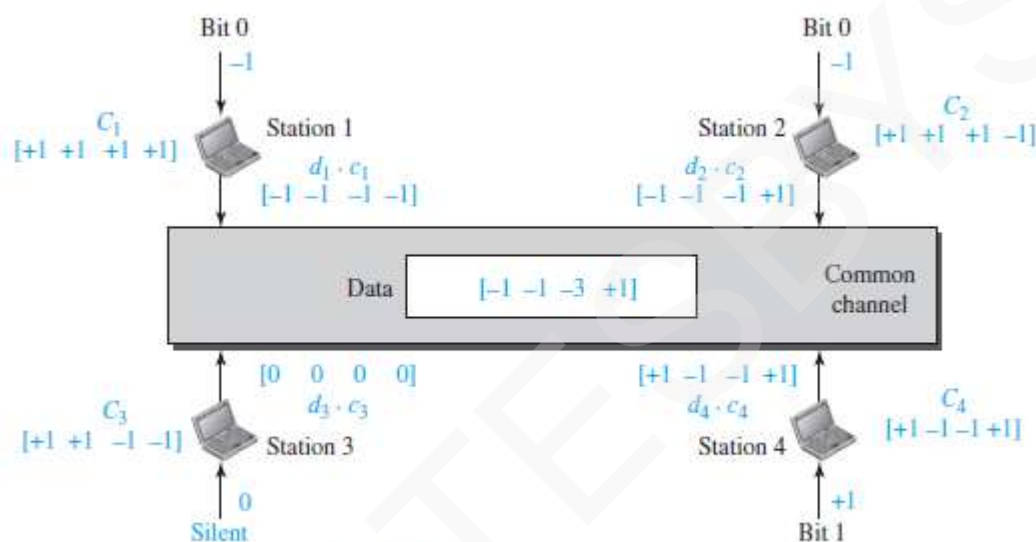 Bit 0
–1
C1
[+1 +1 +1 +1]
Station 1
d1 · c1
[–1 –1 –1 –1]
Bit 0
–1
Station 2
C2
[+1 +1 +1 –1]
d2 · c2
[–1 –1 –1 +1]
Data
[–1 –1 –3 +1]
Common
channel
[0 0 0 0]
d3 · c3
C3
[+1 +1 –1 –1]
Station 3
0
Silent
[+1 –1 –1 +1]
d4 · c4
Station 4
C4
[+1 –1 –1 +1]
+1
Bit 1
TESBYS